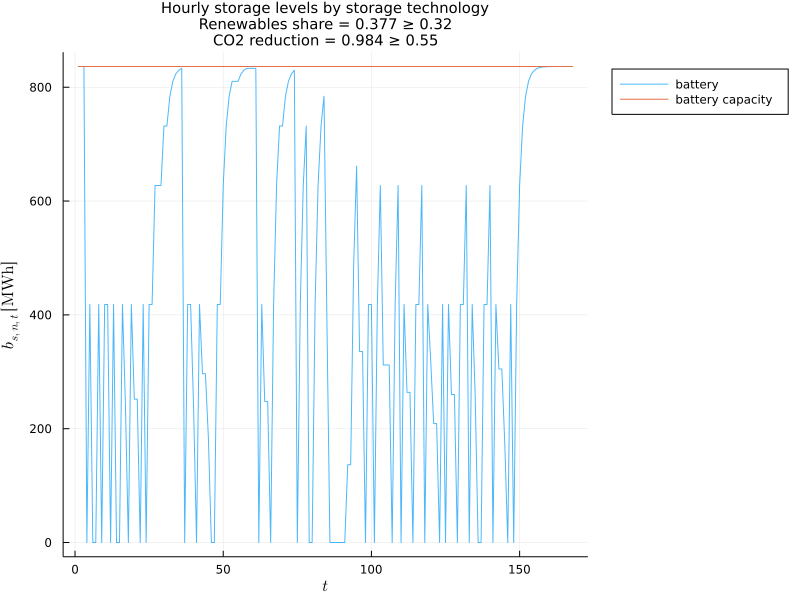 Hourly storage levels by storage technology
Renewables share = 0.377 ≥ 0.32
CO2 reduction = 0.984 ≥ 0.55
battery
battery capacity
b_{s, n, t} [MWh]
800
600
400
200
0
0 50 100 150
t